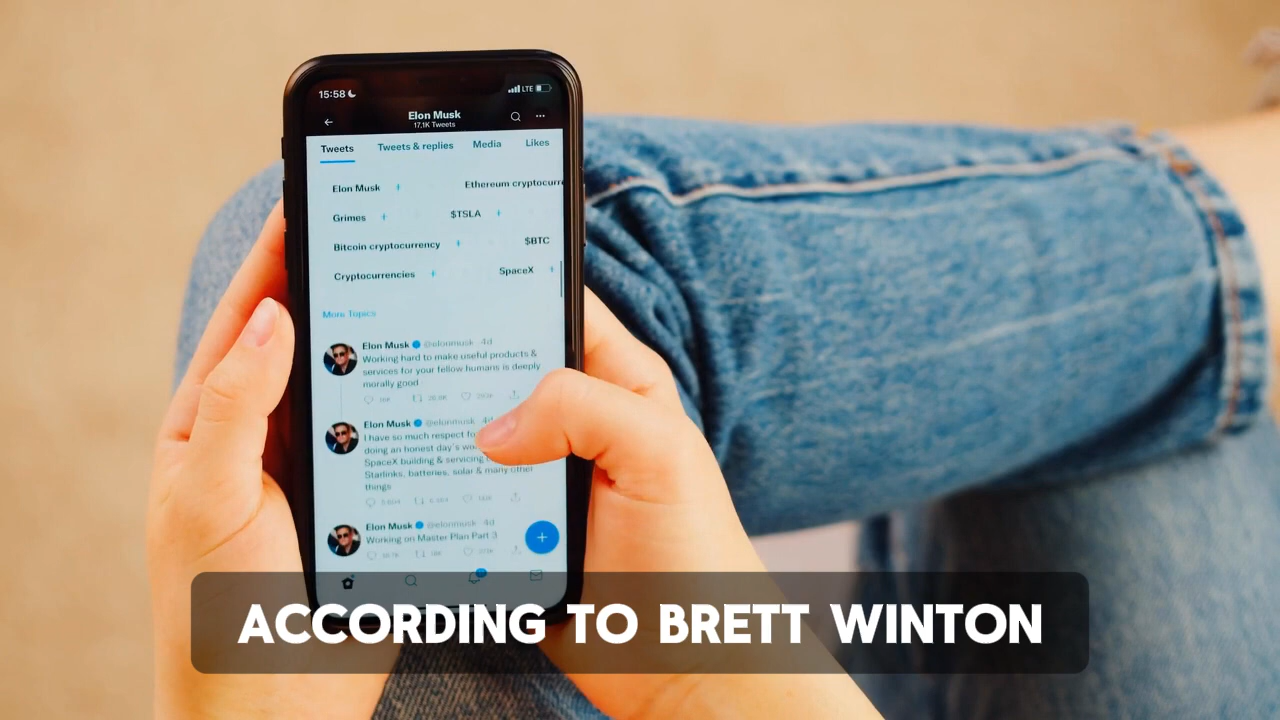 15:58
LTE
Elon Musk
17.1K Tweets
Tweets Tweets & replies Media Likes
Elon Musk Ethereum cryptocurr
Grimes $TSLA
Bitcoin cryptocurrency $BTC
Cryptocurrencies SpaceX
More Topics
Elon Musk @elonmusk · 4d
Working hard to make useful products &
services for your fellow humans is deeply
morally good
Elon Musk @elonmusk · 4d
I have so much respect
doing an honest day's
SpaceX building & servicing
Starlinks, batteries, solar & many other
things
Elon Musk @elonmusk · 4d
Working on Master Plan Part 3
ACCORDING TO BRETT WINTON